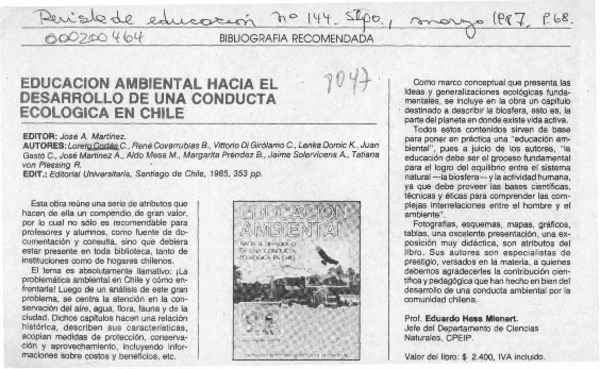 Revista de educación nº 144. Stgo., marzo 1987. P. 68.
000200464
BIBLIOGRAFIA RECOMENDADA
EDUCACION AMBIENTAL HACIA EL
DESARROLLO DE UNA CONDUCTA
ECOLOGICA EN CHILE
EDITOR: José A. Martínez.
AUTORES: Loreto Cortés C., René Covarrubias B., Vittorio Di Girolamo C., Lenka Domic K., Juan
Gastó C., José Martínez A., Aldo Mesa M., Margarita Préndez B., Jaime Solervicens A., Tatiana
von Plessing R.
EDIT.: Editorial Universitaria. Santiago de Chile, 1985, 353 pp.
Esta obra reúne una serie de atributos que
hacen de ella un compendio de gran valor,
por lo cual no sólo es recomendable para
profesores y alumnos, como fuente de do-
cumentación y consulta, sino que debiera
estar presente en toda biblioteca, tanto de
instituciones como de hogares chilenos.
El tema es absolutamente llamativo: ¡La
problemática ambiental en Chile y cómo en-
frentarla! Luego de un análisis de este gran
problema, se centra la atención en la con-
servación del aire, agua, flora, fauna y de la
ciudad. Dichos capítulos hacen una relación
histórica, describen sus características,
acopian medidas de protección, conserva-
ción y aprovechamiento, incluyendo infor-
maciones sobre costos y beneficios, etc.
EDUCACION
AMBIENTAL
HACIA EL DESARROLLO
DE UNA CONDUCTA
ECOLOGICA EN CHILE
Como marco conceptual que presenta las
ideas y generalizaciones ecológicas funda-
mentales, se incluye en la obra un capítulo
destinado a describir la biosfera, esto es, la
parte del planeta en donde existe vida activa.
Todos estos contenidos sirven de base
para poner en práctica una "educación am-
biental", pues a juicio de los autores, "la
educación debe ser el proceso fundamental
para el logro del equilibrio entre el sistema
natural —la biosfera— y la actividad humana,
ya que debe proveer las bases científicas,
técnicas y éticas para comprender las com-
plejas interrelaciones entre el hombre y el
ambiente".
Fotografías, esquemas, mapas, gráficos,
tablas, una excelente presentación, una ex-
posición muy didáctica, son atributos del
libro. Sus autores son especialistas de
prestigio, versados en la materia, a quienes
debemos agradecerles la contribución cientí-
fica y pedagógica que han hecho en bien del
desarrollo de una conducta ambiental por la
comunidad chilena.
Prof. Eduardo Hess Mienert.
Jefe del Departamento de Ciencias
Naturales, CPEIP.
Valor del libro: $ 2.400, IVA incluido.